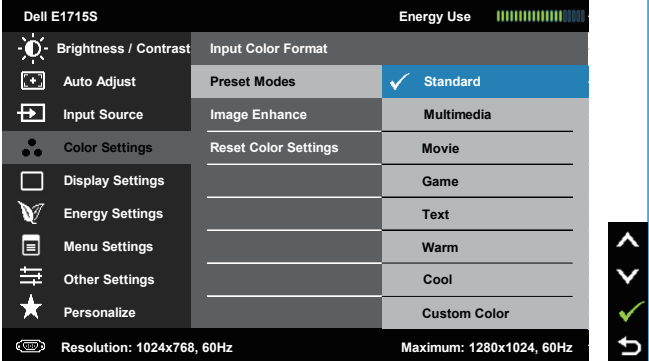 Dell E1715S Energy Use
Brightness / Contrast Input Color Format
Auto Adjust Preset Modes Standard
Input Source Image Enhance Multimedia
Color Settings Reset Color Settings Movie
Display Settings Game
Energy Settings Text
Menu Settings Warm
Other Settings Cool
Personalize Custom Color
Resolution: 1024x768, 60Hz Maximum: 1280x1024, 60Hz